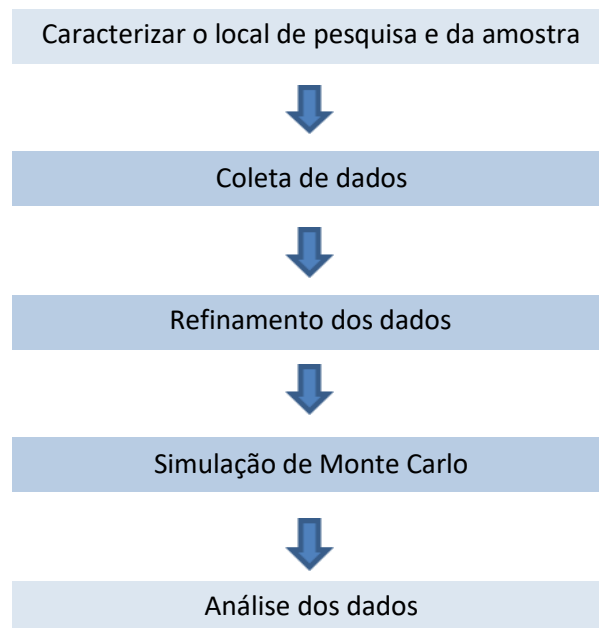 Caracterizar o local de pesquisa e da amostra
Coleta de dados
Refinamento dos dados
Simulação de Monte Carlo
Análise dos dados